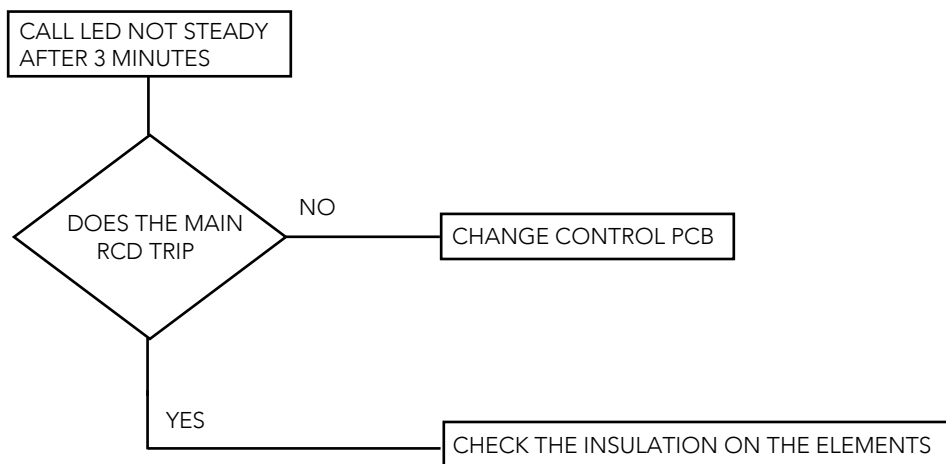 CALL LED NOT STEADY
AFTER 3 MINUTES
DOES THE MAIN
RCD TRIP
NO
CHANGE CONTROL PCB
YES
CHECK THE INSULATION ON THE ELEMENTS